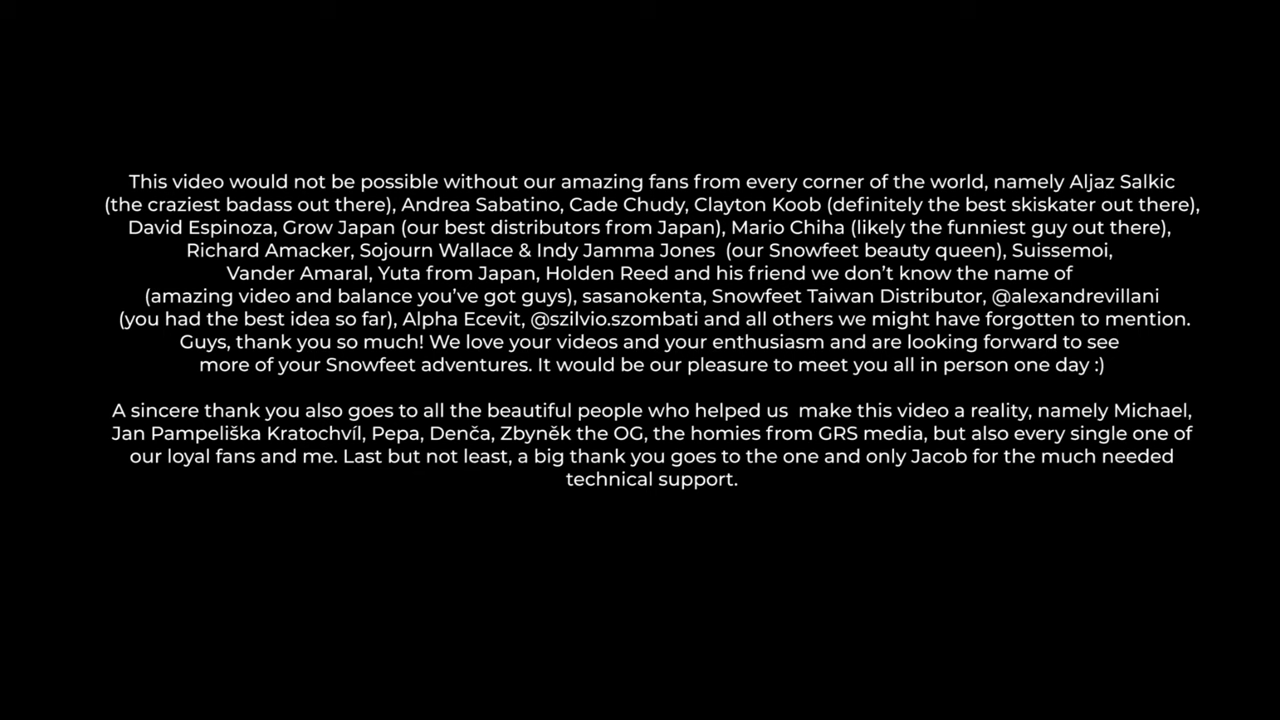 This video would not be possible without our amazing fans from every corner of the world, namely Aljaz Salkic
(the craziest badass out there), Andrea Sabatino, Cade Chudy, Clayton Koob (definitely the best skiskater out there),
David Espinoza, Grow Japan (our best distributors from Japan), Mario Chiha (likely the funniest guy out there),
Richard Amacker, Sojourn Wallace & Indy Jamma Jones  (our Snowfeet beauty queen), Suissemoi,
Vander Amaral, Yuta from Japan, Holden Reed and his friend we don’t know the name of
(amazing video and balance you’ve got guys), sasanokenta, Snowfeet Taiwan Distributor, @alexandrevillani
(you had the best idea so far), Alpha Ecevit, @szilvio.szombati and all others we might have forgotten to mention.
Guys, thank you so much! We love your videos and your enthusiasm and are looking forward to see
more of your Snowfeet adventures. It would be our pleasure to meet you all in person one day :)
A sincere thank you also goes to all the beautiful people who helped us  make this video a reality, namely Michael,
Jan Pampeliška Kratochvíl, Pepa, Denča, Zbyněk the OG, the homies from GRS media, but also every single one of
our loyal fans and me. Last but not least, a big thank you goes to the one and only Jacob for the much needed
technical support.